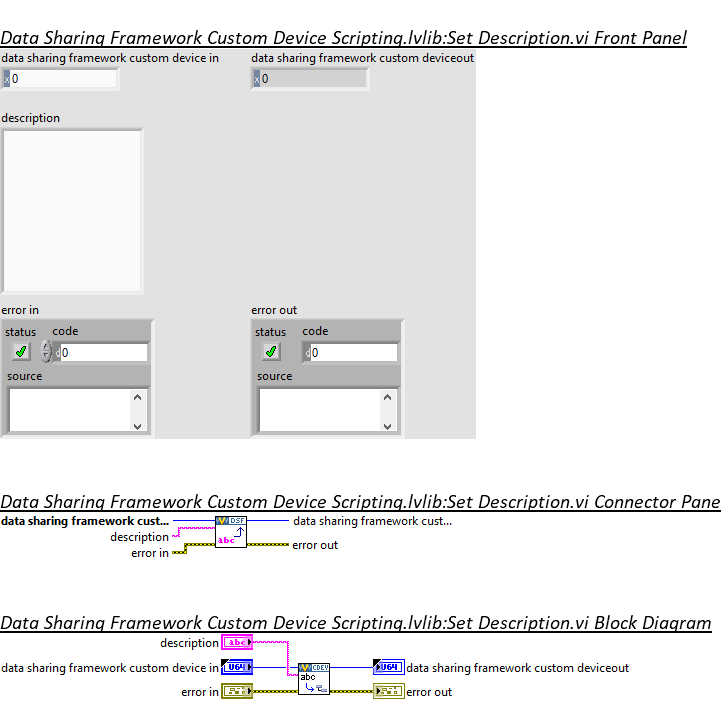 Data Sharing Framework Custom Device Scripting.lvlib:Set Description.vi Front Panel
data sharing framework custom device in
data sharing framework custom deviceout
x 0
x 0
description
error in
error out
status code
status code
d 0
d 0
source
source
Data Sharing Framework Custom Device Scripting.lvlib:Set Description.vi Connector Pane
data sharing framework cust...
DSF
data sharing framework cust...
description
abc
error in
error out
Data Sharing Framework Custom Device Scripting.lvlib:Set Description.vi Block Diagram
description
abc
data sharing framework custom device in
U64
CDEV
abc
U64
data sharing framework custom deviceout
error in
error out